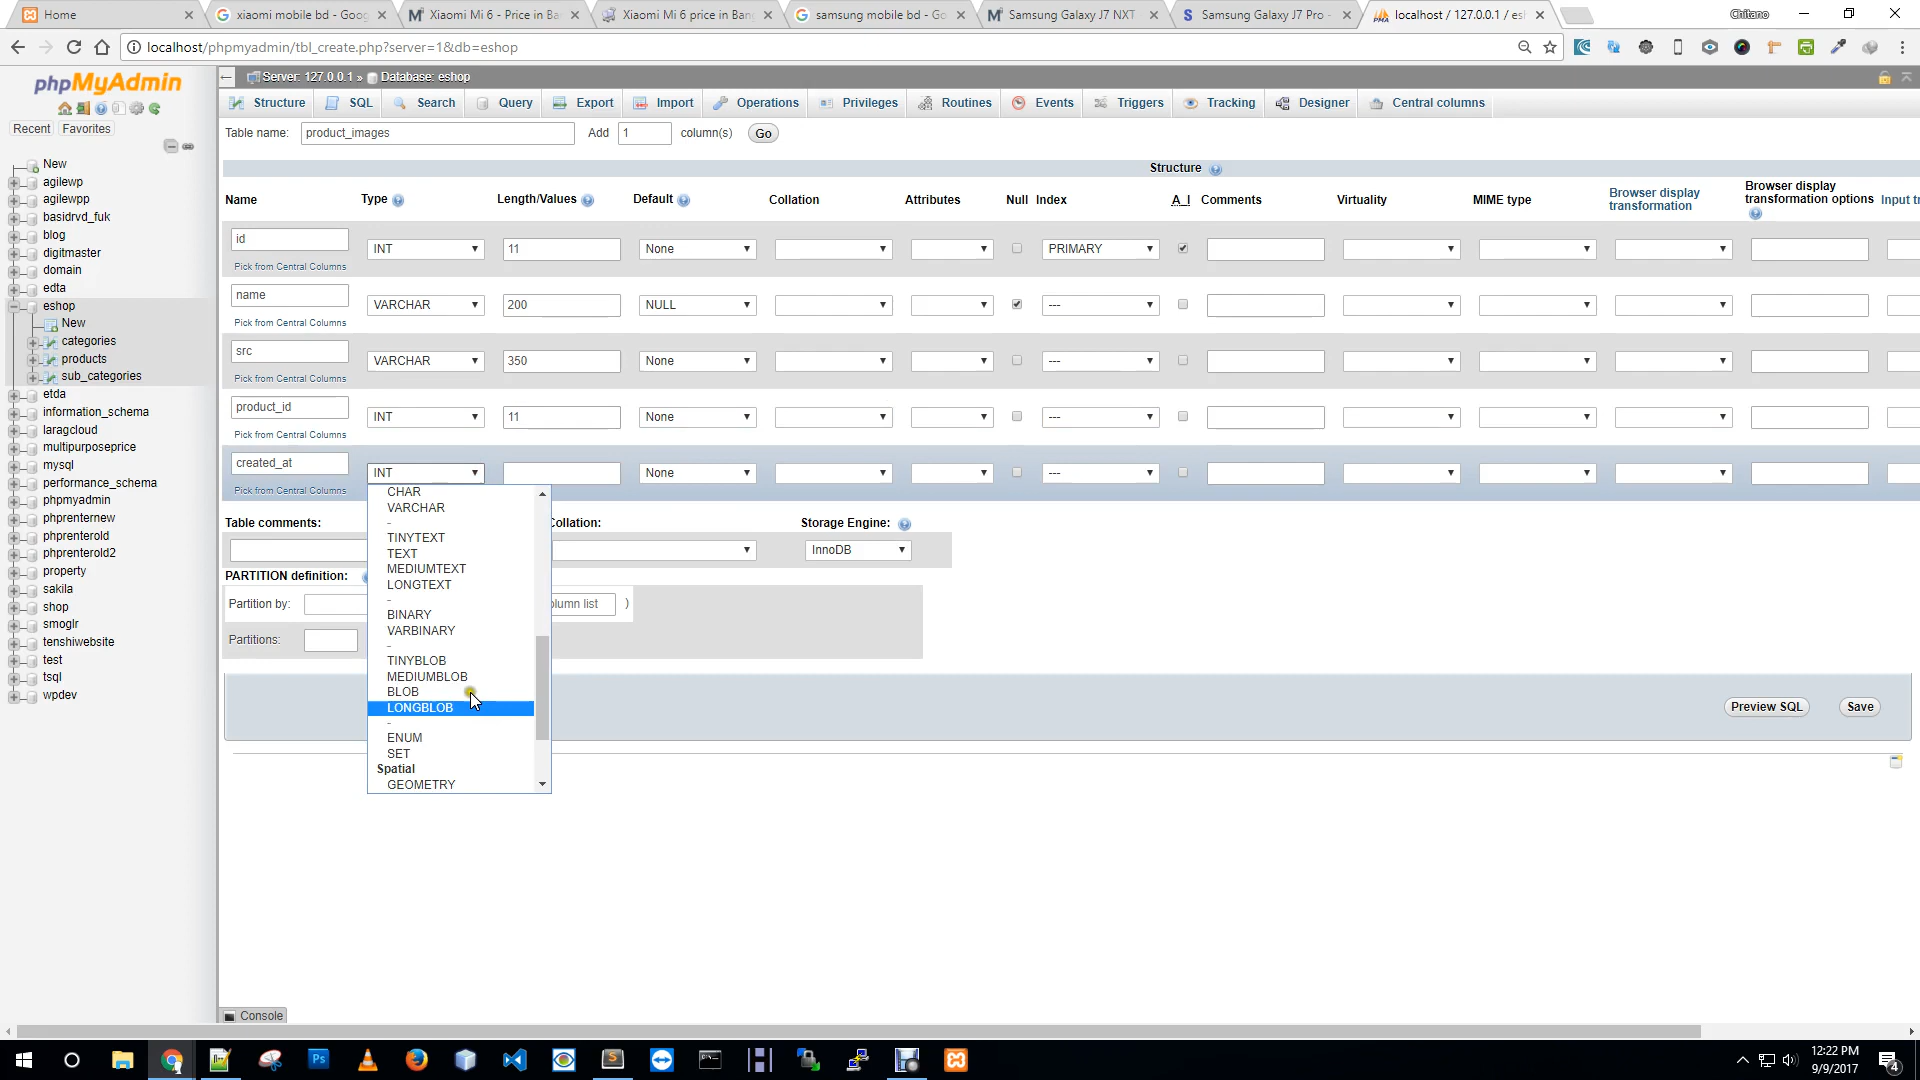 Home
xiaomi mobile bd - Goog
Xiaomi Mi 6 - Price in Ba
Xiaomi Mi 6 price in Bang
samsung mobile bd - Go
Samsung Galaxy J7 NXT
Samsung Galaxy J7 Pro -
localhost / 127.0.0.1 / esh
Chitano
localhost/phpmyadmin/tbl_create.php?server=1&db=eshop
phpMyAdmin
Recent
Favorites
New
agilewp
agilewpp
basidrvd_fuk
blog
digitmaster
domain
edta
eshop
New
categories
products
sub_categories
etda
information_schema
laragcloud
multipurposeprice
mysql
performance_schema
phpmyadmin
phprenternew
phprenterold
phprenterold2
property
sakila
shop
smoglr
tenshiwebsite
test
tsql
wpdev
Server: 127.0.0.1 » Database: eshop
Structure SQL Search Query Export Import Operations Privileges Routines Events Triggers Tracking Designer Central columns
Table name: product_images Add 1 column(s) Go
Structure
Name Type Length/Values Default Collation Attributes Null Index A_I Comments Virtuality MIME type Browser display transformation Browser display transformation options Input tr
id INT 11 None PRIMARY
Pick from Central Columns
name VARCHAR 200 NULL ---
Pick from Central Columns
src VARCHAR 350 None ---
Pick from Central Columns
product_id INT 11 None ---
Pick from Central Columns
created_at INT None ---
Pick from Central Columns
CHAR
VARCHAR
-
TINYTEXT
TEXT
MEDIUMTEXT
LONGTEXT
-
BINARY
VARBINARY
-
TINYBLOB
MEDIUMBLOB
BLOB
LONGBLOB
-
ENUM
SET
Spatial
GEOMETRY
Table comments: Collation: Storage Engine:
InnoDB
PARTITION definition:
Partition by: olumn list )
Partitions:
Preview SQL Save
Console
12:22 PM
9/9/2017
4